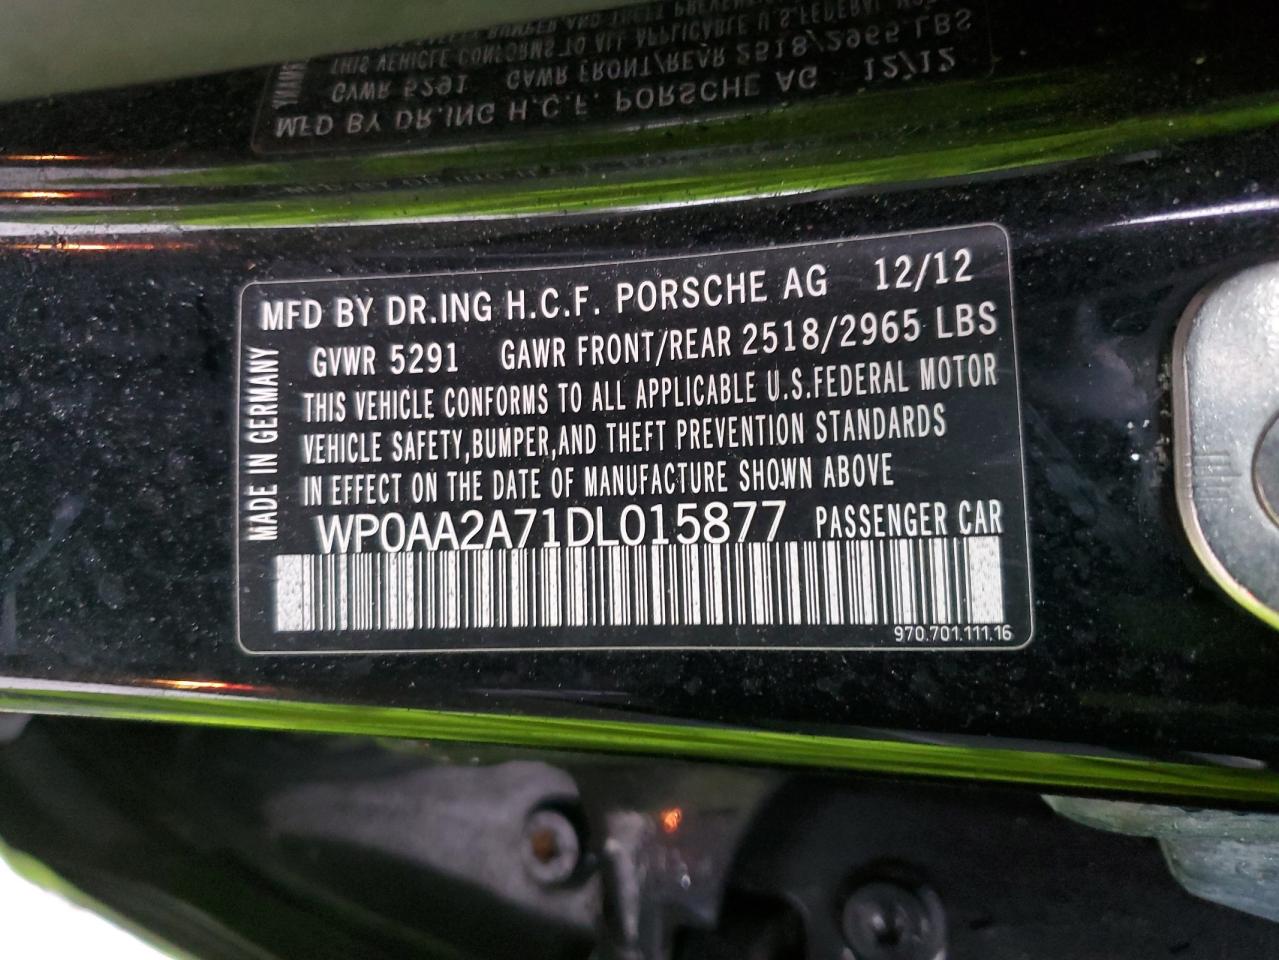 MFD BY DR.ING H.C.F. PORSCHE AG 12/12
GVWR 5291 GAWR FRONT/REAR 2518/2965 LBS
THIS VEHICLE CONFORMS TO ALL APPLICABLE U.S.FEDERAL MOTOR
VEHICLE SAFETY,BUMPER,AND THEFT PREVENTION STANDARDS
IN EFFECT ON THE DATE OF MANUFACTURE SHOWN ABOVE
WP0AA2A71DL015877 PASSENGER CAR
970.701.111.16
MADE IN GERMANY